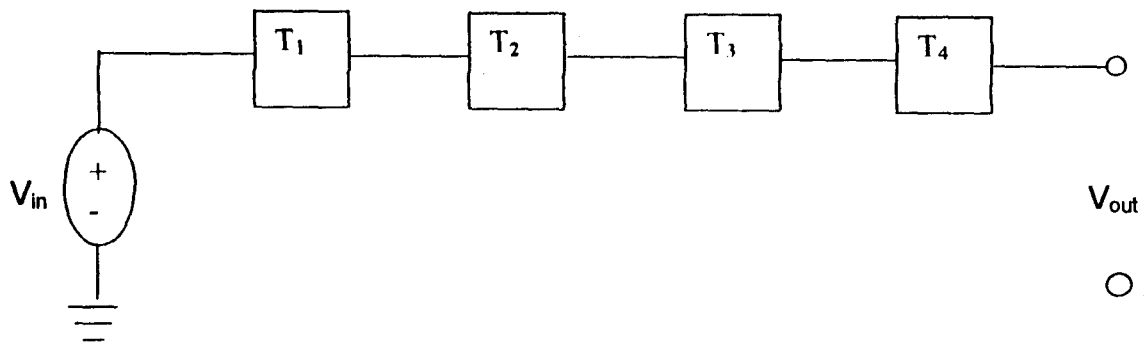 T₁ T₂ T₃ T₄
+
Vin
-
Vout